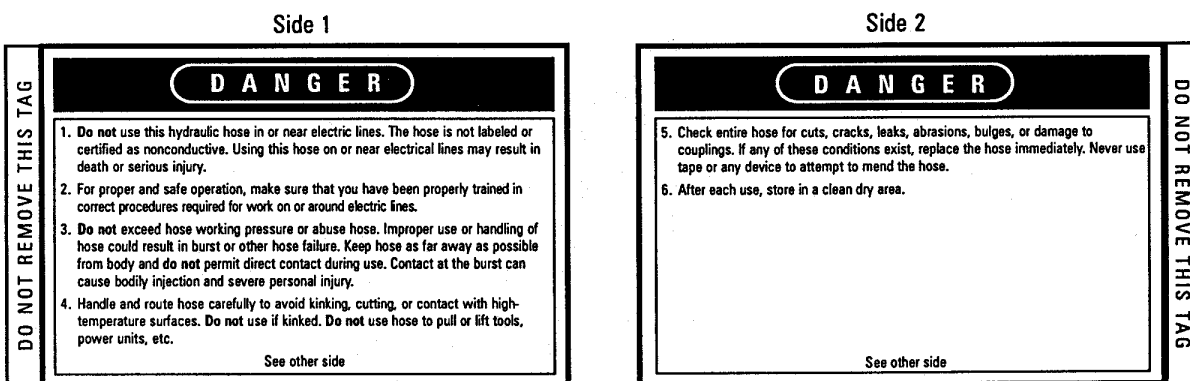 Side 1
DO NOT REMOVE THIS TAG
DANGER
1. Do not use this hydraulic hose in or near electric lines. The hose is not labeled or
certified as nonconductive. Using this hose on or near electrical lines may result in
death or serious injury.
2. For proper and safe operation, make sure that you have been properly trained in
correct procedures required for work on or around electric lines.
3. Do not exceed hose working pressure or abuse hose. Improper use or handling of
hose could result in burst or other hose failure. Keep hose as far away as possible
from body and do not permit direct contact during use. Contact at the burst can
cause bodily injection and severe personal injury.
4. Handle and route hose carefully to avoid kinking, cutting, or contact with high-
temperature surfaces. Do not use if kinked. Do not use hose to pull or lift tools,
power units, etc.
See other side
Side 2
DANGER
5. Check entire hose for cuts, cracks, leaks, abrasions, bulges, or damage to
couplings. If any of these conditions exist, replace the hose immediately. Never use
tape or any device to attempt to mend the hose.
6. After each use, store in a clean dry area.
See other side
DO NOT REMOVE THIS TAG